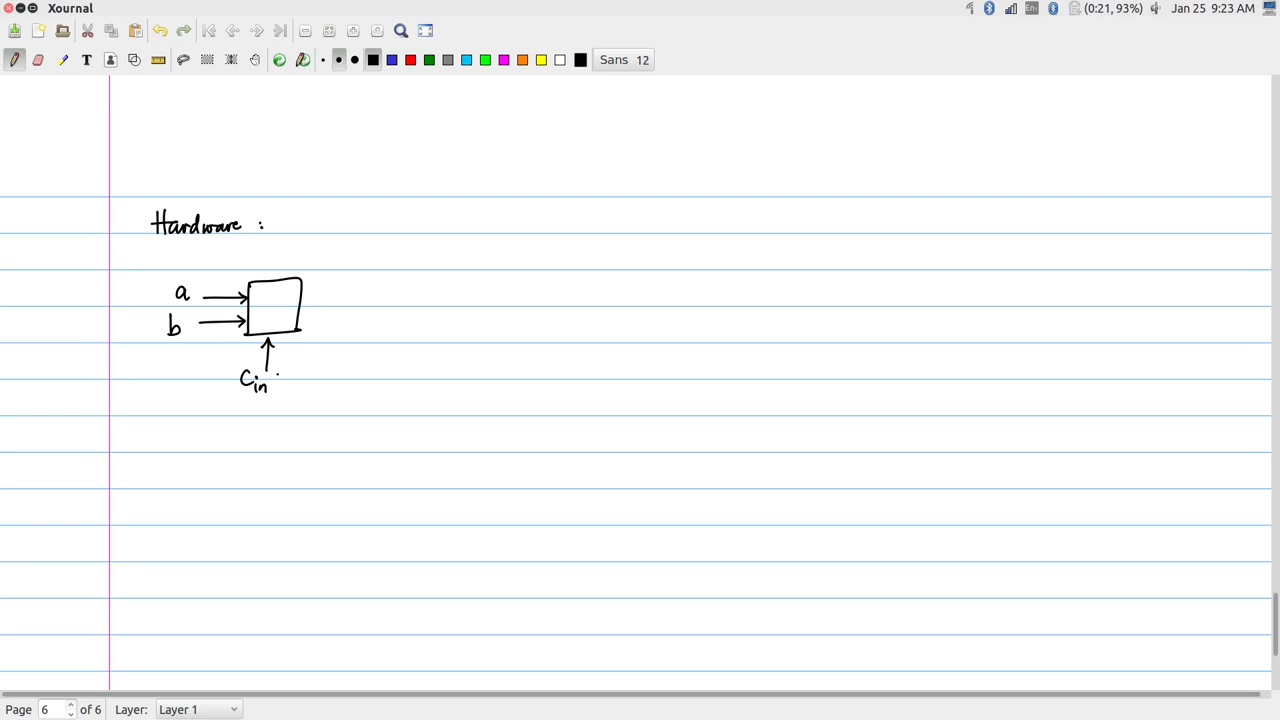 Xournal
(0:21, 93%)
En
Jan 25 9:23 AM
T
Sans 12
Hardware :
a
b
Cin
Page 6 of 6 Layer: Layer 1